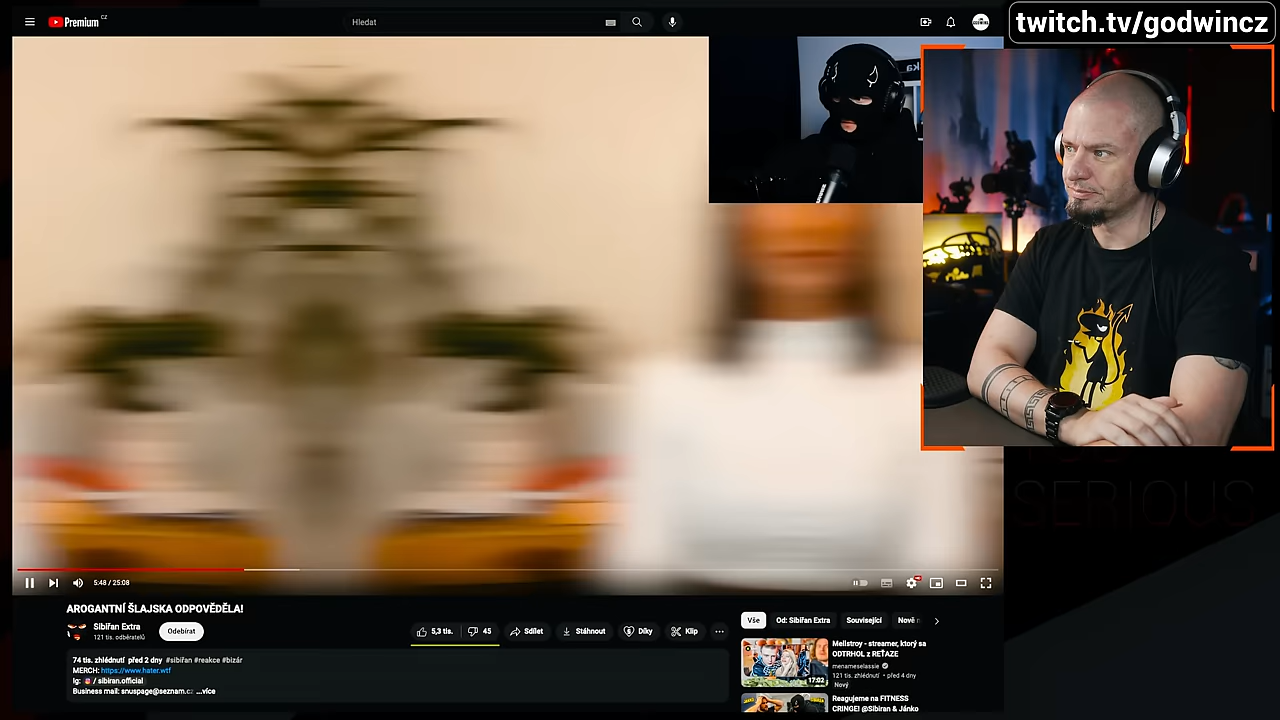 Premium CZ
Hledat
twitch.tv/godwincz
SERIOUS
5:48 / 25:08
AROGANTNÍ ŠLAJSKA ODPOVĚDĚLA!
Sibiřan Extra
121 tis. odběratelů
Odebírat
5,3 tis.
45
Sdílet
Stáhnout
Díky
Klip
74 tis. zhlédnutí před 2 dny #sibiřan #reakce #bizár
MERCH: https://www.hater.wtf
Ig: / sibiran.official
Business mail: snuspage@seznam.cz ...více
Vše
Od: Sibiřan Extra
Související
Nově n
Mellstroy - streamer, ktorý sa
ODTRHOL z REŤAZE
menameselassie
121 tis. zhlédnutí • před 4 dny
Nový
17:02
Reagujeme na FITNESS
CRINGE! @Sibiran & Jánko